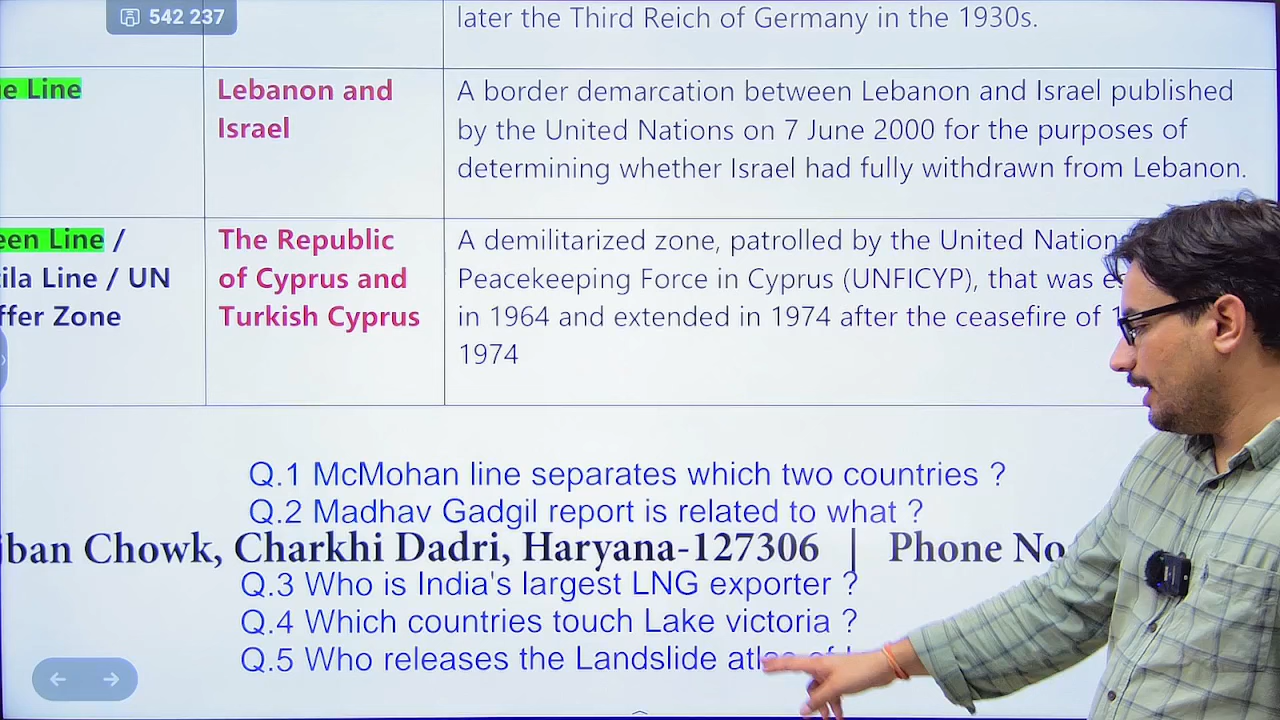 542 237
later the Third Reich of Germany in the 1930s.
e Line
Lebanon and
Israel
A border demarcation between Lebanon and Israel published
by the United Nations on 7 June 2000 for the purposes of
determining whether Israel had fully withdrawn from Lebanon.
een Line /
ila Line / UN
ffer Zone
The Republic
of Cyprus and
Turkish Cyprus
A demilitarized zone, patrolled by the United Nation
Peacekeeping Force in Cyprus (UNFICYP), that was
in 1964 and extended in 1974 after the ceasefire of
1974
Q.1 McMohan line separates which two countries ?
Q.2 Madhav Gadgil report is related to what ?
ban Chowk, Charkhi Dadri, Haryana-127306 | Phone No
Q.3 Who is India's largest LNG exporter ?
Q.4 Which countries touch Lake victoria ?
Q.5 Who releases the Landslide atlas of